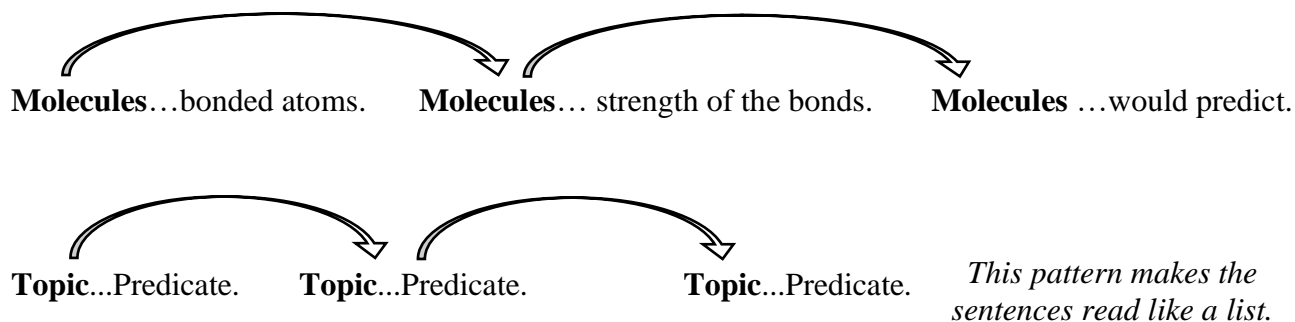 Molecules…bonded atoms. Molecules… strength of the bonds. Molecules …would predict.
Topic...Predicate. Topic...Predicate. Topic...Predicate. This pattern makes the
sentences read like a list.